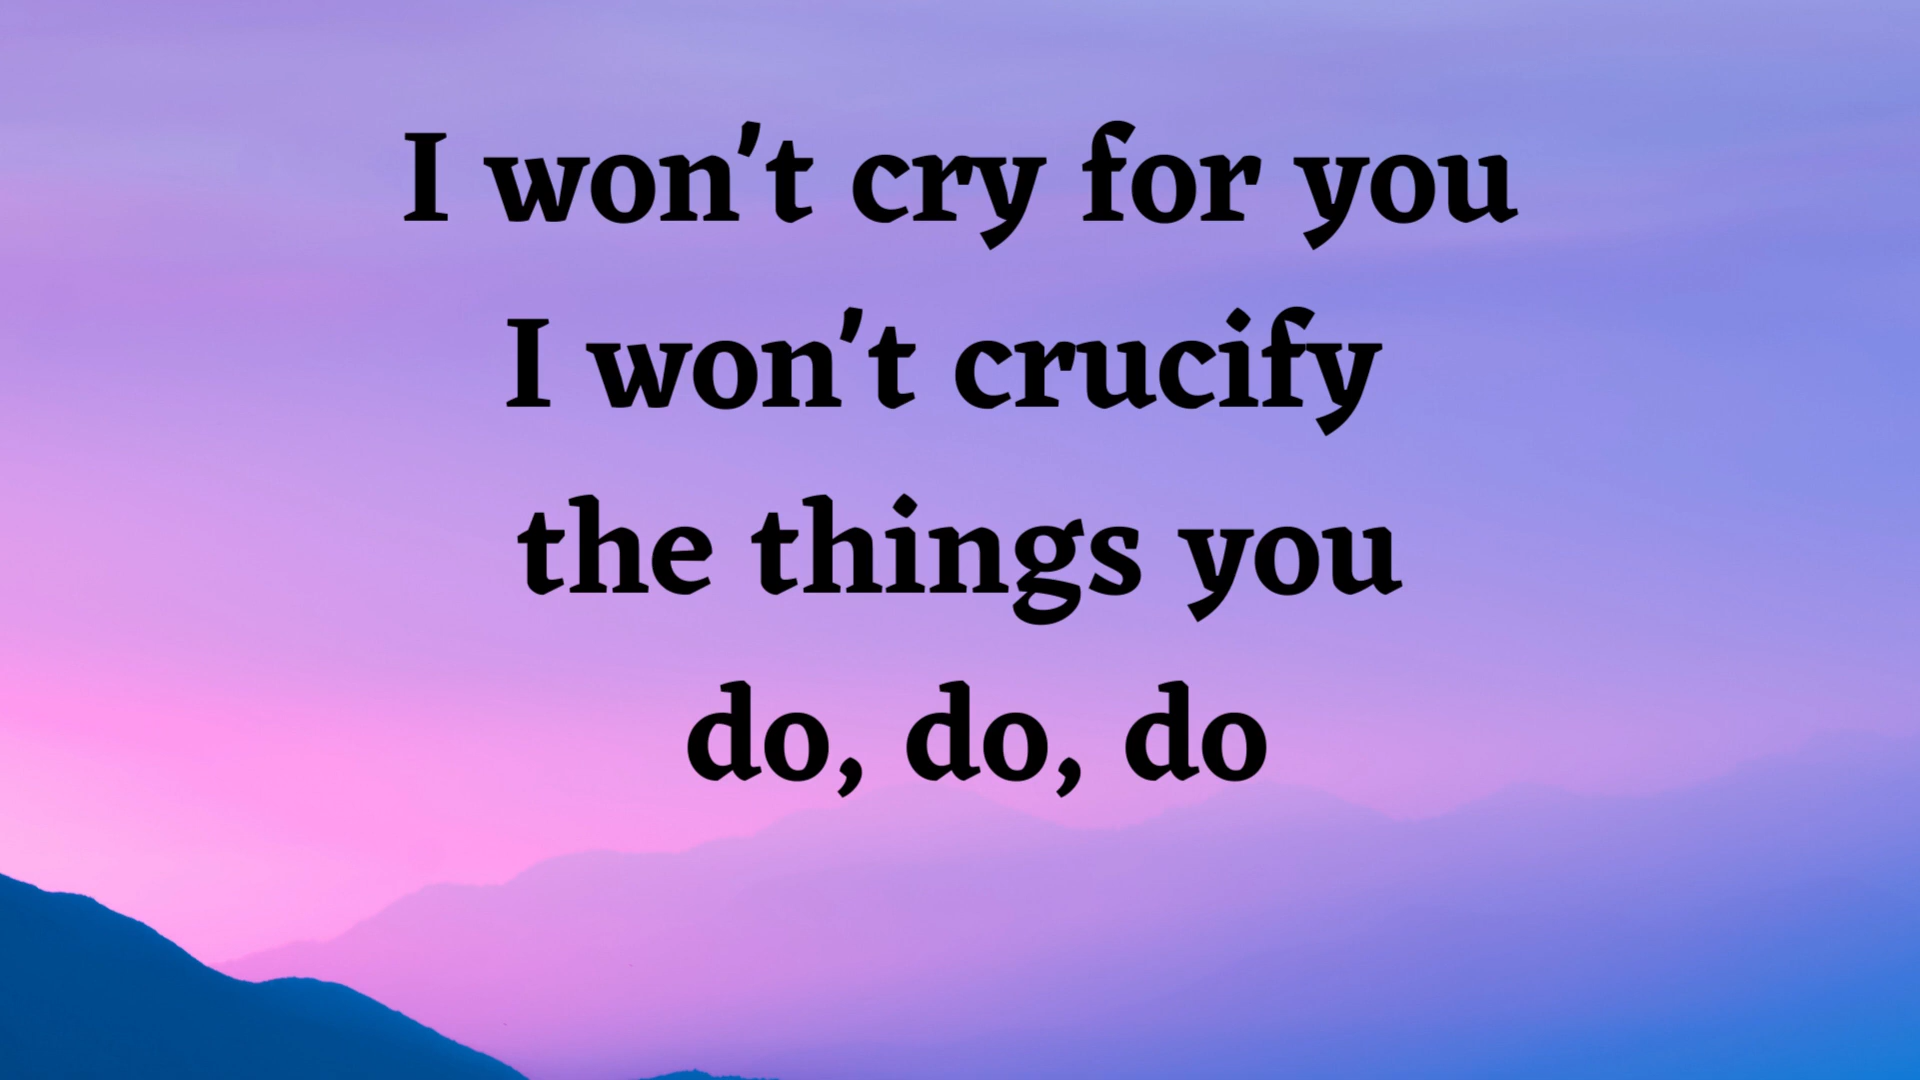 I won't cry for you
I won't crucify
the things you
do, do, do